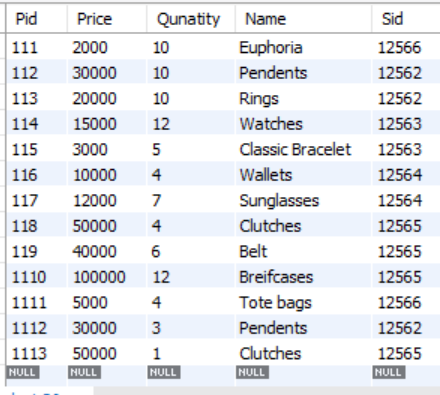 Pid Price Qunatity Name Sid
111 2000 10 Euphoria 12566
112 30000 10 Pendents 12562
113 20000 10 Rings 12562
114 15000 12 Watches 12563
115 3000 5 Classic Bracelet 12563
116 10000 4 Wallets 12564
117 12000 7 Sunglasses 12564
118 50000 4 Clutches 12565
119 40000 6 Belt 12565
1110 100000 12 Breifcases 12565
1111 5000 4 Tote bags 12566
1112 30000 3 Pendents 12562
1113 50000 1 Clutches 12565
NULL NULL NULL NULL NULL